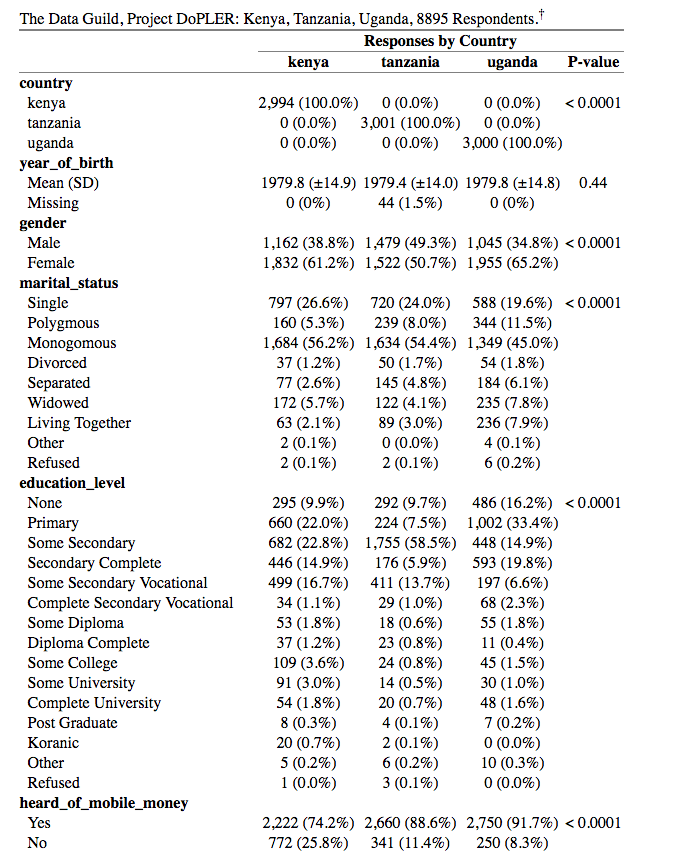 The Data Guild, Project DoPLER: Kenya, Tanzania, Uganda, 8895 Respondents.†
Responses by Country
kenya tanzania uganda P-value
country
kenya 2,994 (100.0%) 0 (0.0%) 0 (0.0%) < 0.0001
tanzania 0 (0.0%) 3,001 (100.0%) 0 (0.0%)
uganda 0 (0.0%) 0 (0.0%) 3,000 (100.0%)
year_of_birth
Mean (SD) 1979.8 (±14.9) 1979.4 (±14.0) 1979.8 (±14.8) 0.44
Missing 0 (0%) 44 (1.5%) 0 (0%)
gender
Male 1,162 (38.8%) 1,479 (49.3%) 1,045 (34.8%) < 0.0001
Female 1,832 (61.2%) 1,522 (50.7%) 1,955 (65.2%)
marital_status
Single 797 (26.6%) 720 (24.0%) 588 (19.6%) < 0.0001
Polygmous 160 (5.3%) 239 (8.0%) 344 (11.5%)
Monogomous 1,684 (56.2%) 1,634 (54.4%) 1,349 (45.0%)
Divorced 37 (1.2%) 50 (1.7%) 54 (1.8%)
Separated 77 (2.6%) 145 (4.8%) 184 (6.1%)
Widowed 172 (5.7%) 122 (4.1%) 235 (7.8%)
Living Together 63 (2.1%) 89 (3.0%) 236 (7.9%)
Other 2 (0.1%) 0 (0.0%) 4 (0.1%)
Refused 2 (0.1%) 2 (0.1%) 6 (0.2%)
education_level
None 295 (9.9%) 292 (9.7%) 486 (16.2%) < 0.0001
Primary 660 (22.0%) 224 (7.5%) 1,002 (33.4%)
Some Secondary 682 (22.8%) 1,755 (58.5%) 448 (14.9%)
Secondary Complete 446 (14.9%) 176 (5.9%) 593 (19.8%)
Some Secondary Vocational 499 (16.7%) 411 (13.7%) 197 (6.6%)
Complete Secondary Vocational 34 (1.1%) 29 (1.0%) 68 (2.3%)
Some Diploma 53 (1.8%) 18 (0.6%) 55 (1.8%)
Diploma Complete 37 (1.2%) 23 (0.8%) 11 (0.4%)
Some College 109 (3.6%) 24 (0.8%) 45 (1.5%)
Some University 91 (3.0%) 14 (0.5%) 30 (1.0%)
Complete University 54 (1.8%) 20 (0.7%) 48 (1.6%)
Post Graduate 8 (0.3%) 4 (0.1%) 7 (0.2%)
Koranic 20 (0.7%) 2 (0.1%) 0 (0.0%)
Other 5 (0.2%) 6 (0.2%) 10 (0.3%)
Refused 1 (0.0%) 3 (0.1%) 0 (0.0%)
heard_of_mobile_money
Yes 2,222 (74.2%) 2,660 (88.6%) 2,750 (91.7%) < 0.0001
No 772 (25.8%) 341 (11.4%) 250 (8.3%)